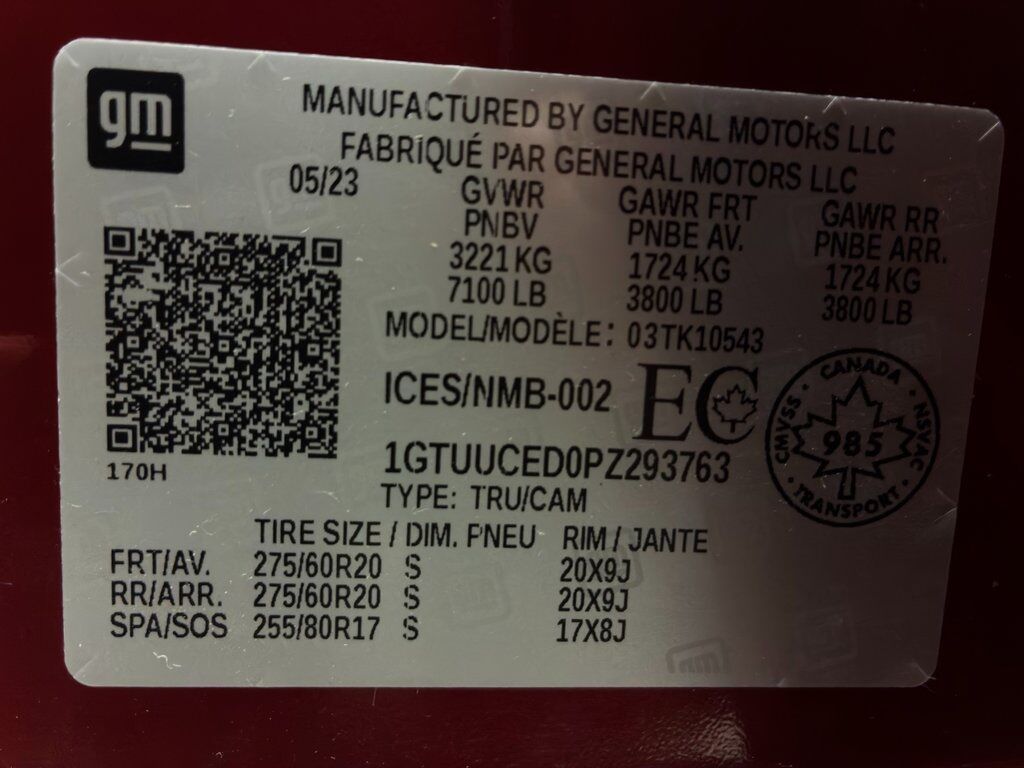 gm
MANUFACTURED BY GENERAL MOTORS LLC
FABRIQUÉ PAR GENERAL MOTORS LLC
05/23 GVWR GAWR FRT GAWR RR
PNBV PNBE AV. PNBE ARR.
3221 KG 1724 KG 1724 KG
7100 LB 3800 LB 3800 LB
MODEL/MODÈLE: 03TK10543
ICES/NMB-002 EC
170H
1GTUUCED0PZ293763
TYPE: TRU/CAM
CANADA
CMVSS 985 NSVAC
TRANSPORT
TIRE SIZE / DIM. PNEU RIM / JANTE
FRT/AV. 275/60R20 S 20X9J
RR/ARR. 275/60R20 S 20X9J
SPA/SOS 255/80R17 S 17X8J
gm